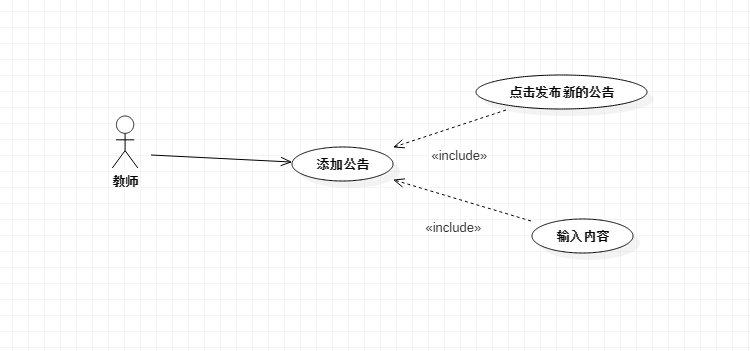 点击发布新的公告
«include»
添加公告
教师
«include»
输入内容